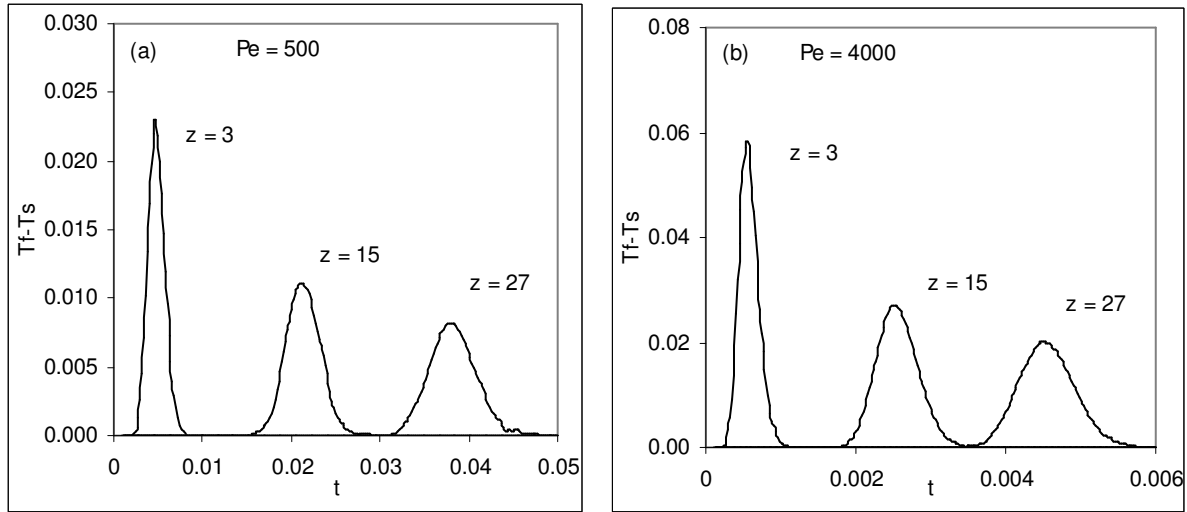 (a)
Pe = 500
0.030
0.025
0.020
0.015
0.010
0.005
0.000
Tf-Ts
z = 3
z = 15
z = 27
0
0.01
0.02
0.03
0.04
0.05
t
(b)
Pe = 4000
0.08
0.06
0.04
0.02
0.00
Tf-Ts
z = 3
z = 15
z = 27
0
0.002
0.004
0.006
t